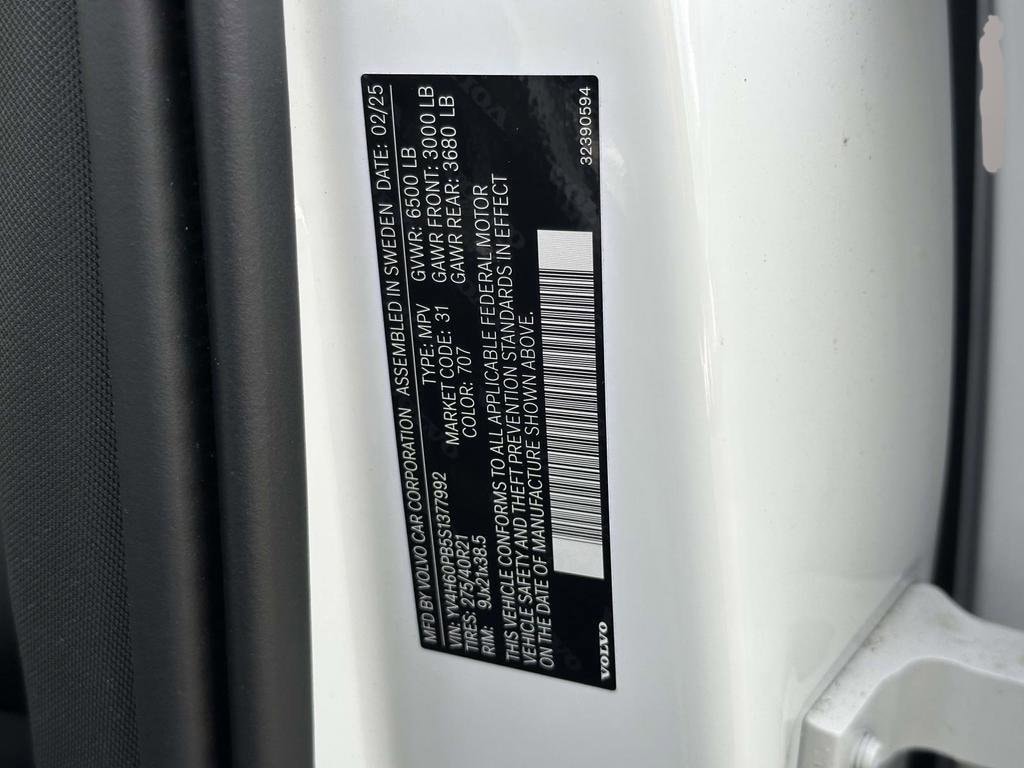 MFD BY VOLVO CAR CORPORATION ASSEMBLED IN SWEDEN DATE: 02/25
VIN: YV4H60PB6S1377992 TYPE: MPV GVWR: 6500 LB
TIRES: 275/40R21 MARKET CODE: 31 GAWR FRONT: 3000 LB
RIM: 9Jx21x38.5 COLOR: 707 GAWR REAR: 3680 LB
THIS VEHICLE CONFORMS TO ALL APPLICABLE FEDERAL MOTOR
VEHICLE SAFETY AND THEFT PREVENTION STANDARDS IN EFFECT
ON THE DATE OF MANUFACTURE SHOWN ABOVE.
VOLVO 32390594